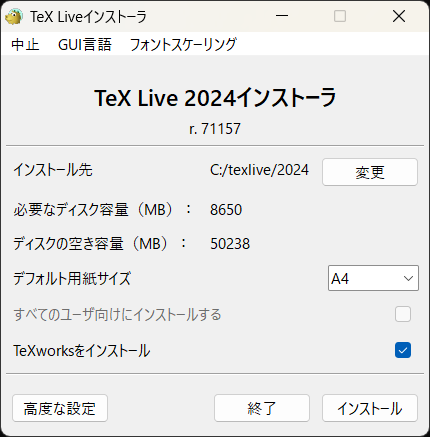 TeX Liveインストーラ
中止 GUI言語 フォントスケーリング
TeX Live 2024インストーラ
r. 71157
インストール先 C:/texlive/2024 変更
必要なディスク容量（MB）： 8650
ディスクの空き容量（MB）： 50238
デフォルト用紙サイズ A4
すべてのユーザ向けにインストールする
TeXworksをインストール
高度な設定 終了 インストール